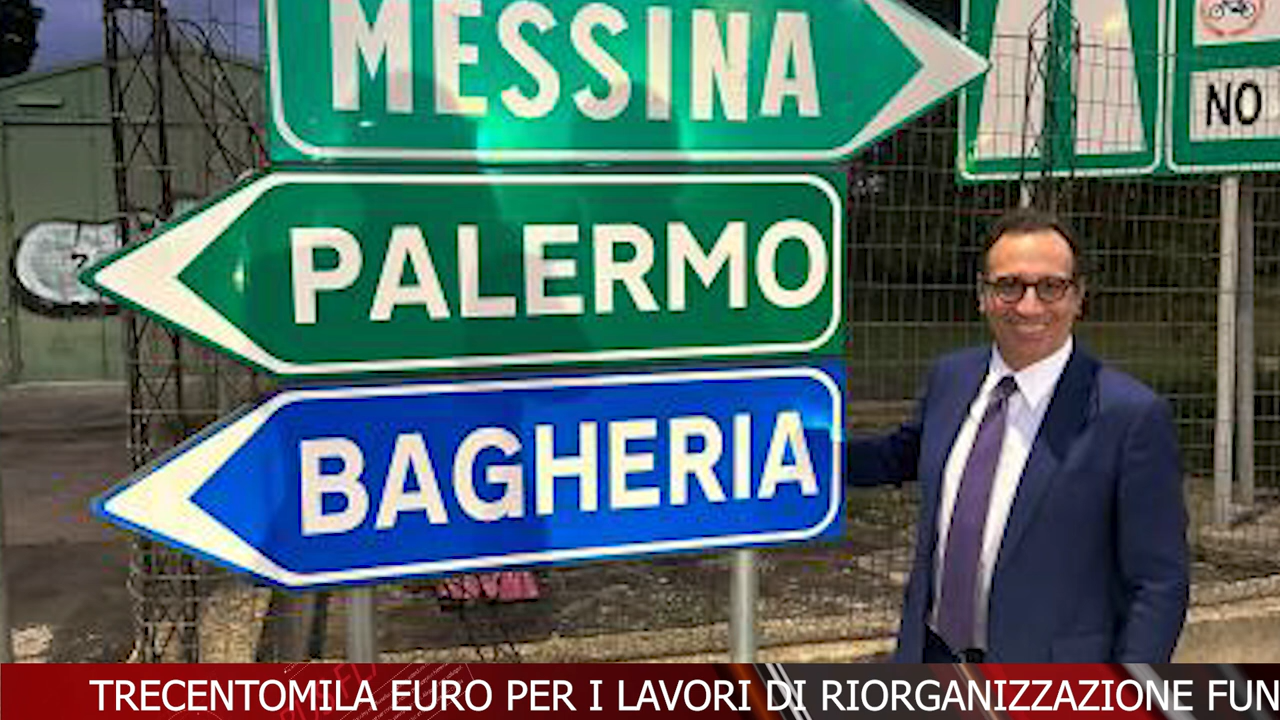 MESSINA
NO
PALERMO
BAGHERIA
TRECENTOMILA EURO PER I LAVORI DI RIORGANIZZAZIONE FUN